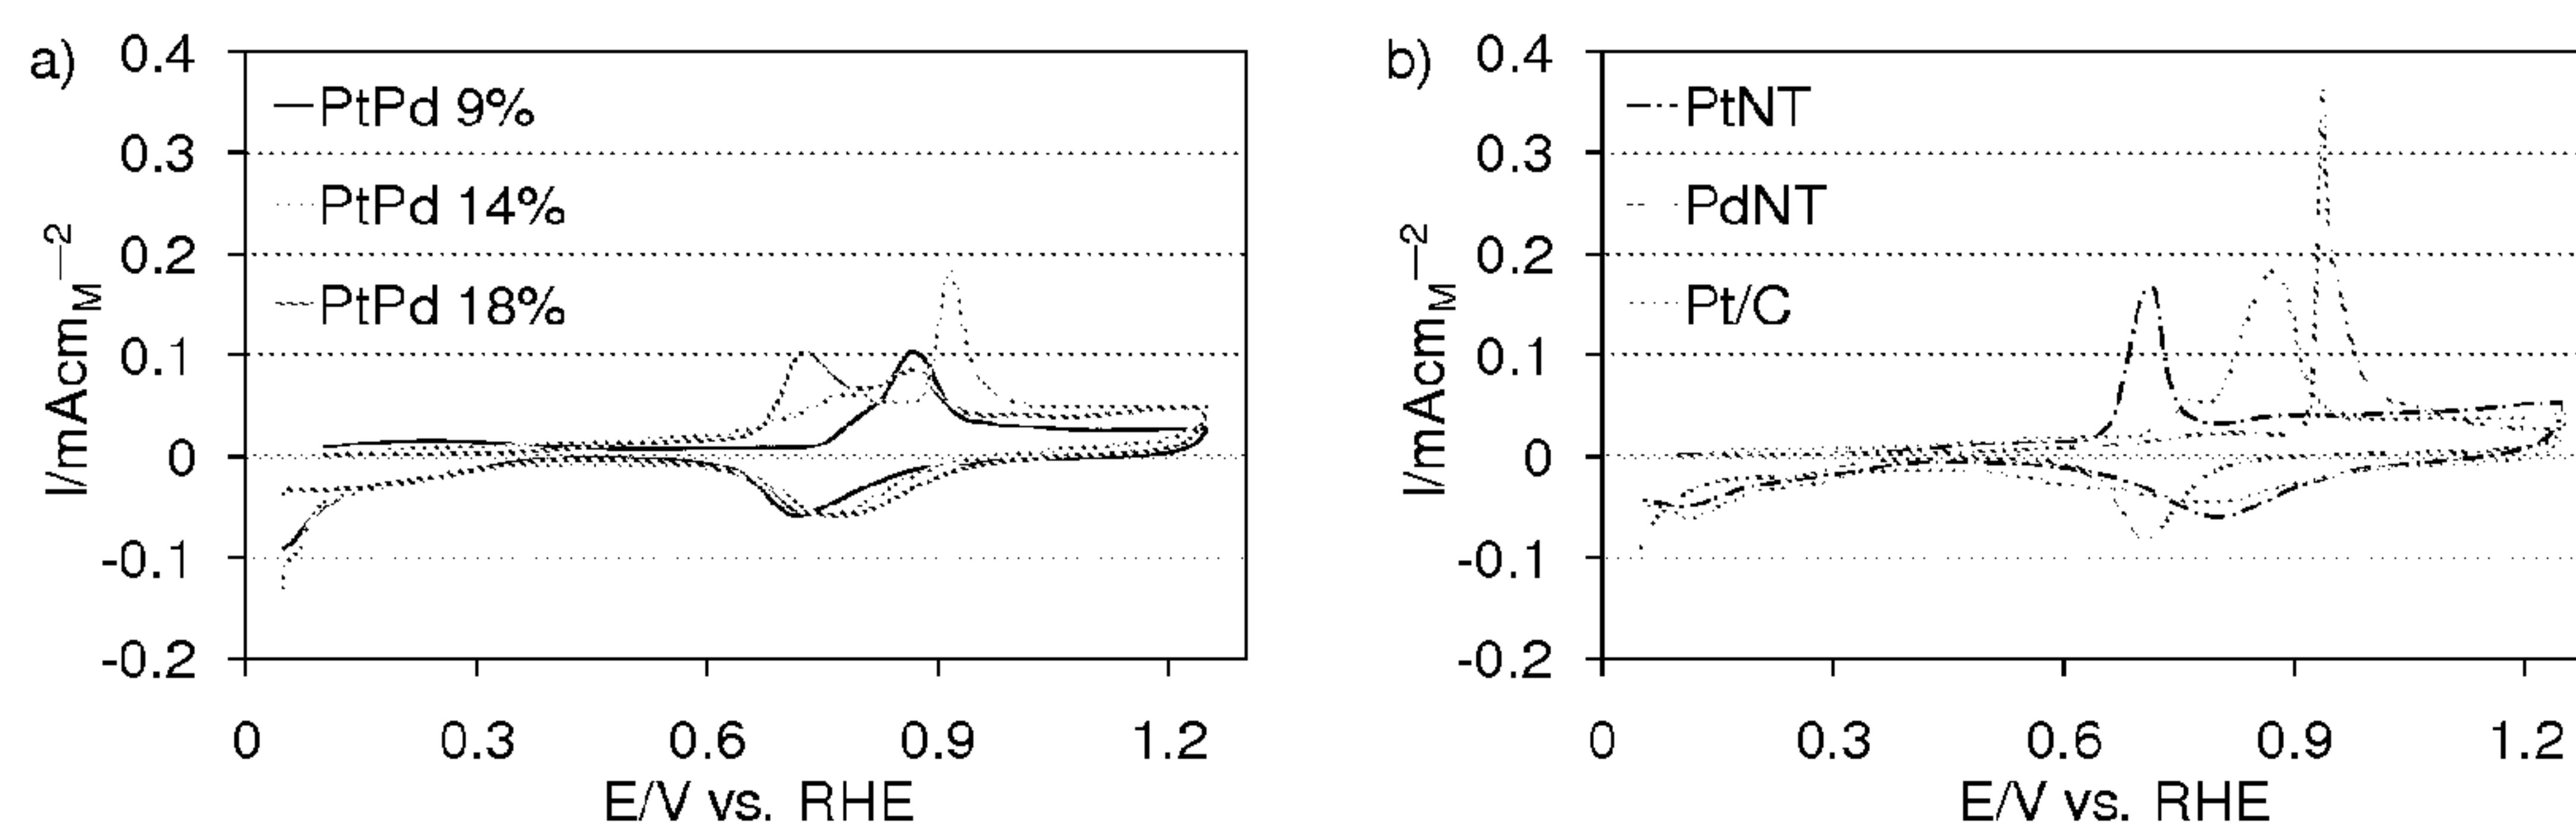 a)
0.4
0.3
0.2
0.1
0
-0.1
-0.2
I/mAcm_M^—2
PtPd 9%
PtPd 14%
PtPd 18%
0 0.3 0.6 0.9 1.2
E/V vs. RHE
b)
0.4
0.3
0.2
0.1
0
-0.1
-0.2
I/mAcm_M^—2
PtNT
PdNT
Pt/C
0 0.3 0.6 0.9 1.2
E/V vs. RHE